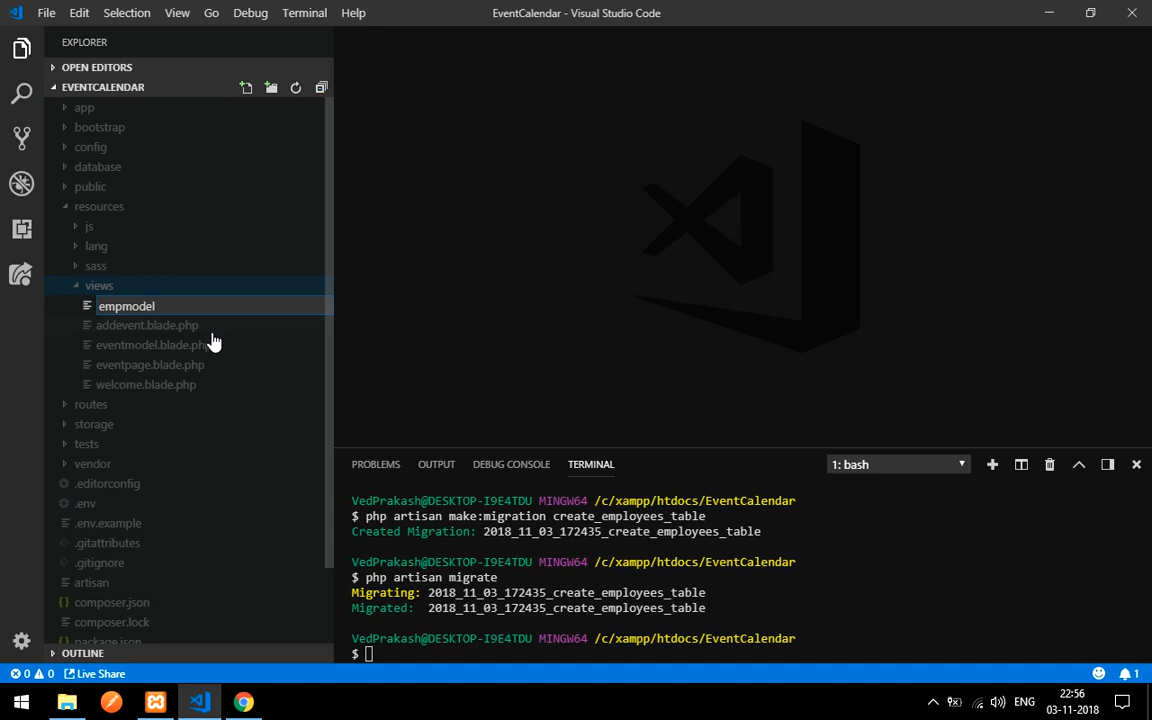 File Edit Selection View Go Debug Terminal Help
EventCalendar - Visual Studio Code
EXPLORER
OPEN EDITORS
EVENTCALENDAR
app
bootstrap
config
database
public
resources
js
lang
sass
views
empmodel
addevent.blade.php
eventmodel.blade.php
eventpage.blade.php
welcome.blade.php
routes
storage
tests
vendor
.editorconfig
.env
.env.example
.gitattributes
.gitignore
artisan
composer.json
composer.lock
package.json
OUTLINE
PROBLEMS OUTPUT DEBUG CONSOLE TERMINAL
1: bash
VedPrakash@DESKTOP-I9E4TDU MINGW64 /c/xampp/htdocs/EventCalendar
$ php artisan make:migration create_employees_table
Created Migration: 2018_11_03_172435_create_employees_table
VedPrakash@DESKTOP-I9E4TDU MINGW64 /c/xampp/htdocs/EventCalendar
$ php artisan migrate
Migrating: 2018_11_03_172435_create_employees_table
Migrated: 2018_11_03_172435_create_employees_table
VedPrakash@DESKTOP-I9E4TDU MINGW64 /c/xampp/htdocs/EventCalendar
$
0 0 Live Share
1
ENG
22:56
03-11-2018